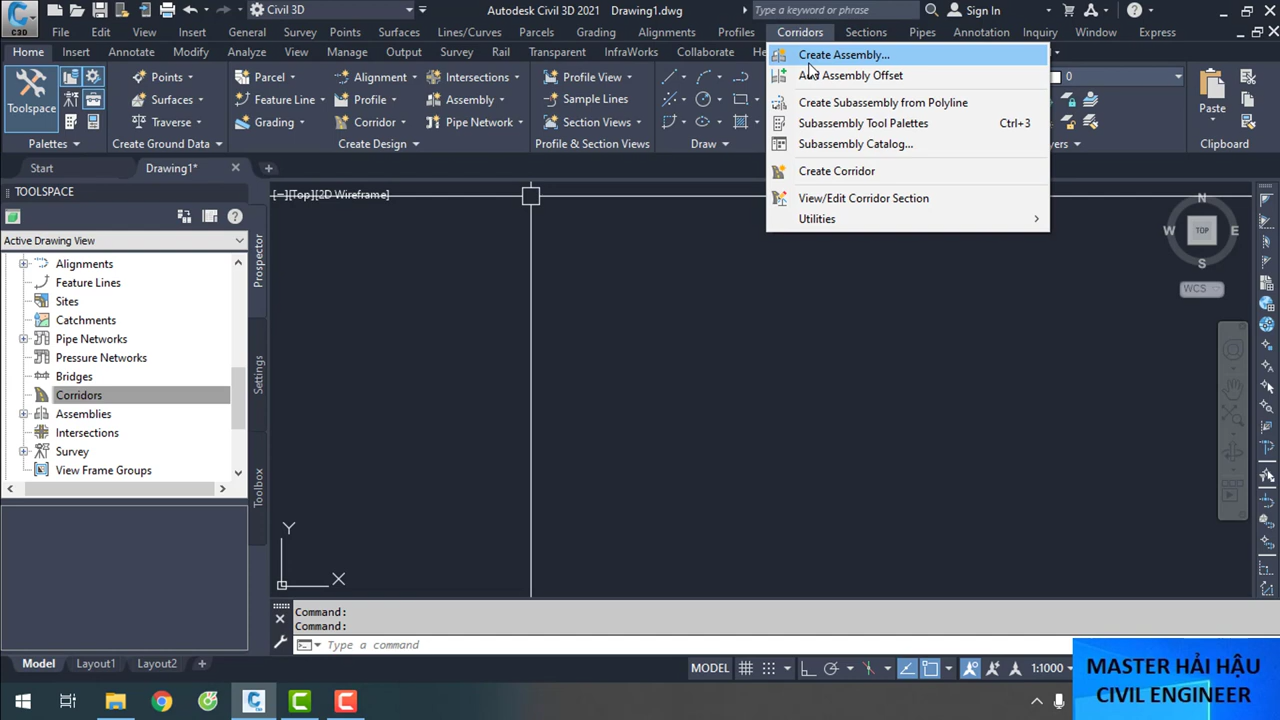 C3D
Civil 3D
Autodesk Civil 3D 2021 Drawing1.dwg
Type a keyword or phrase
Sign In
File Edit View Insert General Survey Points Surfaces Lines/Curves Parcels Grading Alignments Profiles Corridors Sections Pipes Annotation Inquiry Window Express
Home Insert Annotate Modify Analyze View Manage Output Survey Rail Transparent InfraWorks Collaborate
Toolspace
Palettes
Points
Surfaces
Traverse
Create Ground Data
Parcel
Feature Line
Grading
Alignment
Profile
Corridor
Intersections
Assembly
Pipe Network
Create Design
Profile View
Sample Lines
Section Views
Profile & Section Views
Draw
Create Assembly...
Add Assembly Offset
Create Subassembly from Polyline
Subassembly Tool Palettes Ctrl+3
Subassembly Catalog...
Create Corridor
View/Edit Corridor Section
Utilities
0
Paste
Clipboard
Start Drawing1*
TOOLSPACE
Active Drawing View
Alignments
Feature Lines
Sites
Catchments
Pipe Networks
Pressure Networks
Bridges
Corridors
Assemblies
Intersections
Survey
View Frame Groups
Prospector
Settings
Toolbox
[−][Top][2D Wireframe]
N
W TOP E
S
WCS
Y
X
Command:
Command:
Type a command
Model Layout1 Layout2
MODEL
1:1000
MASTER HẢI HẬU
CIVIL ENGINEER